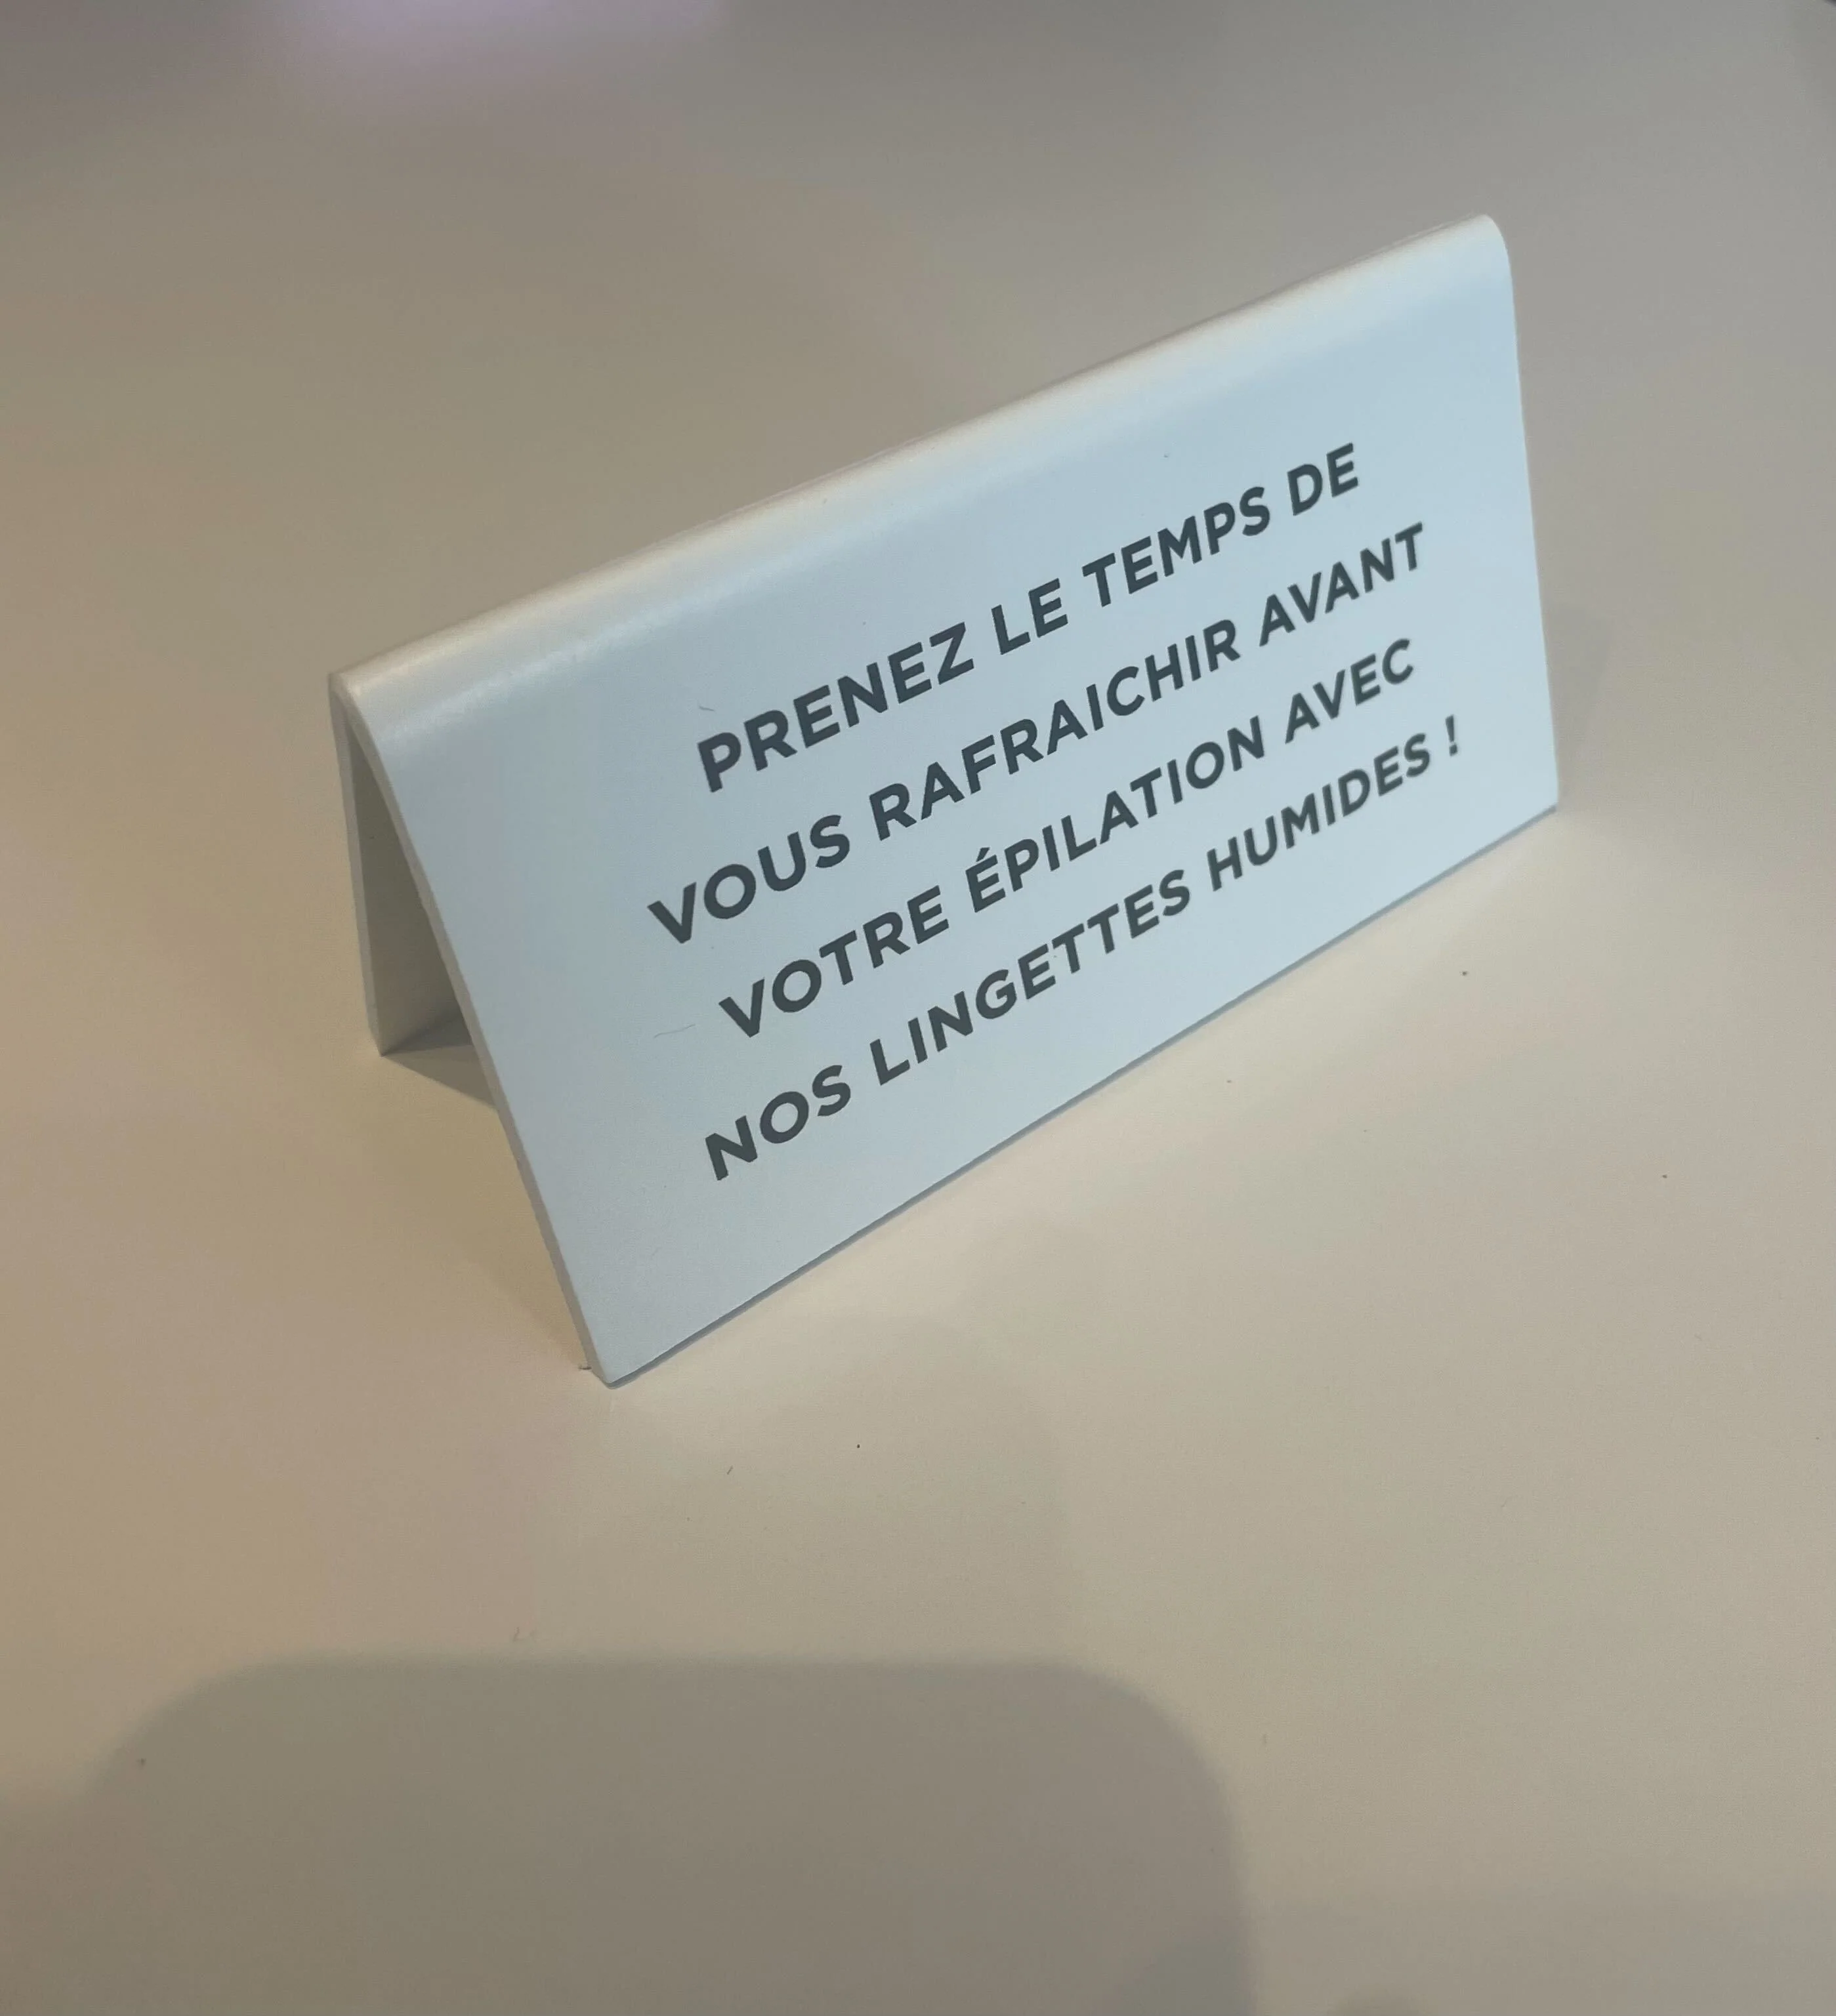 PRENEZ LE TEMPS DE
VOUS RAFRAICHIR AVANT
VOTRE ÉPILATION AVEC
NOS LINGETTES HUMIDES !